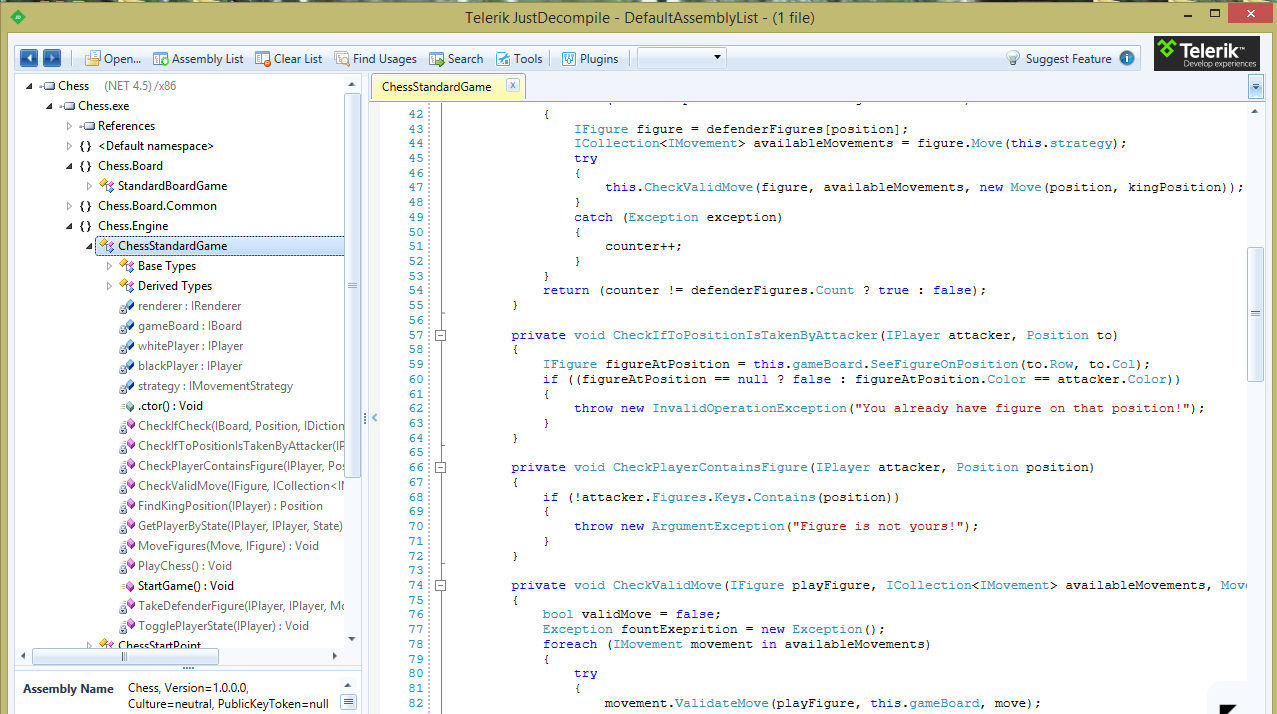 Telerik JustDecompile - DefaultAssemblyList - (1 file)
Open... Assembly List Clear List Find Usages Search Tools Plugins Suggest Feature
Telerik™
Develop experiences
Chess (NET 4.5) /x86
Chess.exe
References
{} <Default namespace>
{} Chess.Board
StandardBoardGame
{} Chess.Board.Common
{} Chess.Engine
ChessStandardGame
Base Types
Derived Types
renderer : IRenderer
gameBoard : IBoard
whitePlayer : IPlayer
blackPlayer : IPlayer
strategy : IMovementStrategy
.ctor() : Void
CheckIfCheck(IBoard, Position, IDiction
CheckIfToPositionIsTakenByAttacker(IP
CheckPlayerContainsFigure(IPlayer, Pos
CheckValidMove(IFigure, ICollection<IM
FindKingPosition(IPlayer) : Position
GetPlayerByState(IPlayer, IPlayer, State)
MoveFigures(Move, IFigure) : Void
PlayChess() : Void
StartGame() : Void
TakeDefenderFigure(IPlayer, IPlayer, Mo
TogglePlayerState(IPlayer) : Void
ChessStartPoint
Assembly Name Chess, Version=1.0.0.0,
Culture=neutral, PublicKeyToken=null
ChessStandardGame
42 {
43 IFigure figure = defenderFigures[position];
44 ICollection<IMovement> availableMovements = figure.Move(this.strategy);
45 try
46 {
47 this.CheckValidMove(figure, availableMovements, new Move(position, kingPosition));
48 }
49 catch (Exception exception)
50 {
51 counter++;
52 }
53 }
54 return (counter != defenderFigures.Count ? true : false);
55 }
56
57 private void CheckIfToPositionIsTakenByAttacker(IPlayer attacker, Position to)
58 {
59 IFigure figureAtPosition = this.gameBoard.SeeFigureOnPosition(to.Row, to.Col);
60 if ((figureAtPosition == null ? false : figureAtPosition.Color == attacker.Color))
61 {
62 throw new InvalidOperationException("You already have figure on that position!");
63 }
64 }
65
66 private void CheckPlayerContainsFigure(IPlayer attacker, Position position)
67 {
68 if (!attacker.Figures.Keys.Contains(position))
69 {
70 throw new ArgumentException("Figure is not yours!");
71 }
72 }
73
74 private void CheckValidMove(IFigure playFigure, ICollection<IMovement> availableMovements, Move
75 {
76 bool validMove = false;
77 Exception fountExeprition = new Exception();
78 foreach (IMovement movement in availableMovements)
79 {
80 try
81 {
82 movement.ValidateMove(playFigure, this.gameBoard, move);